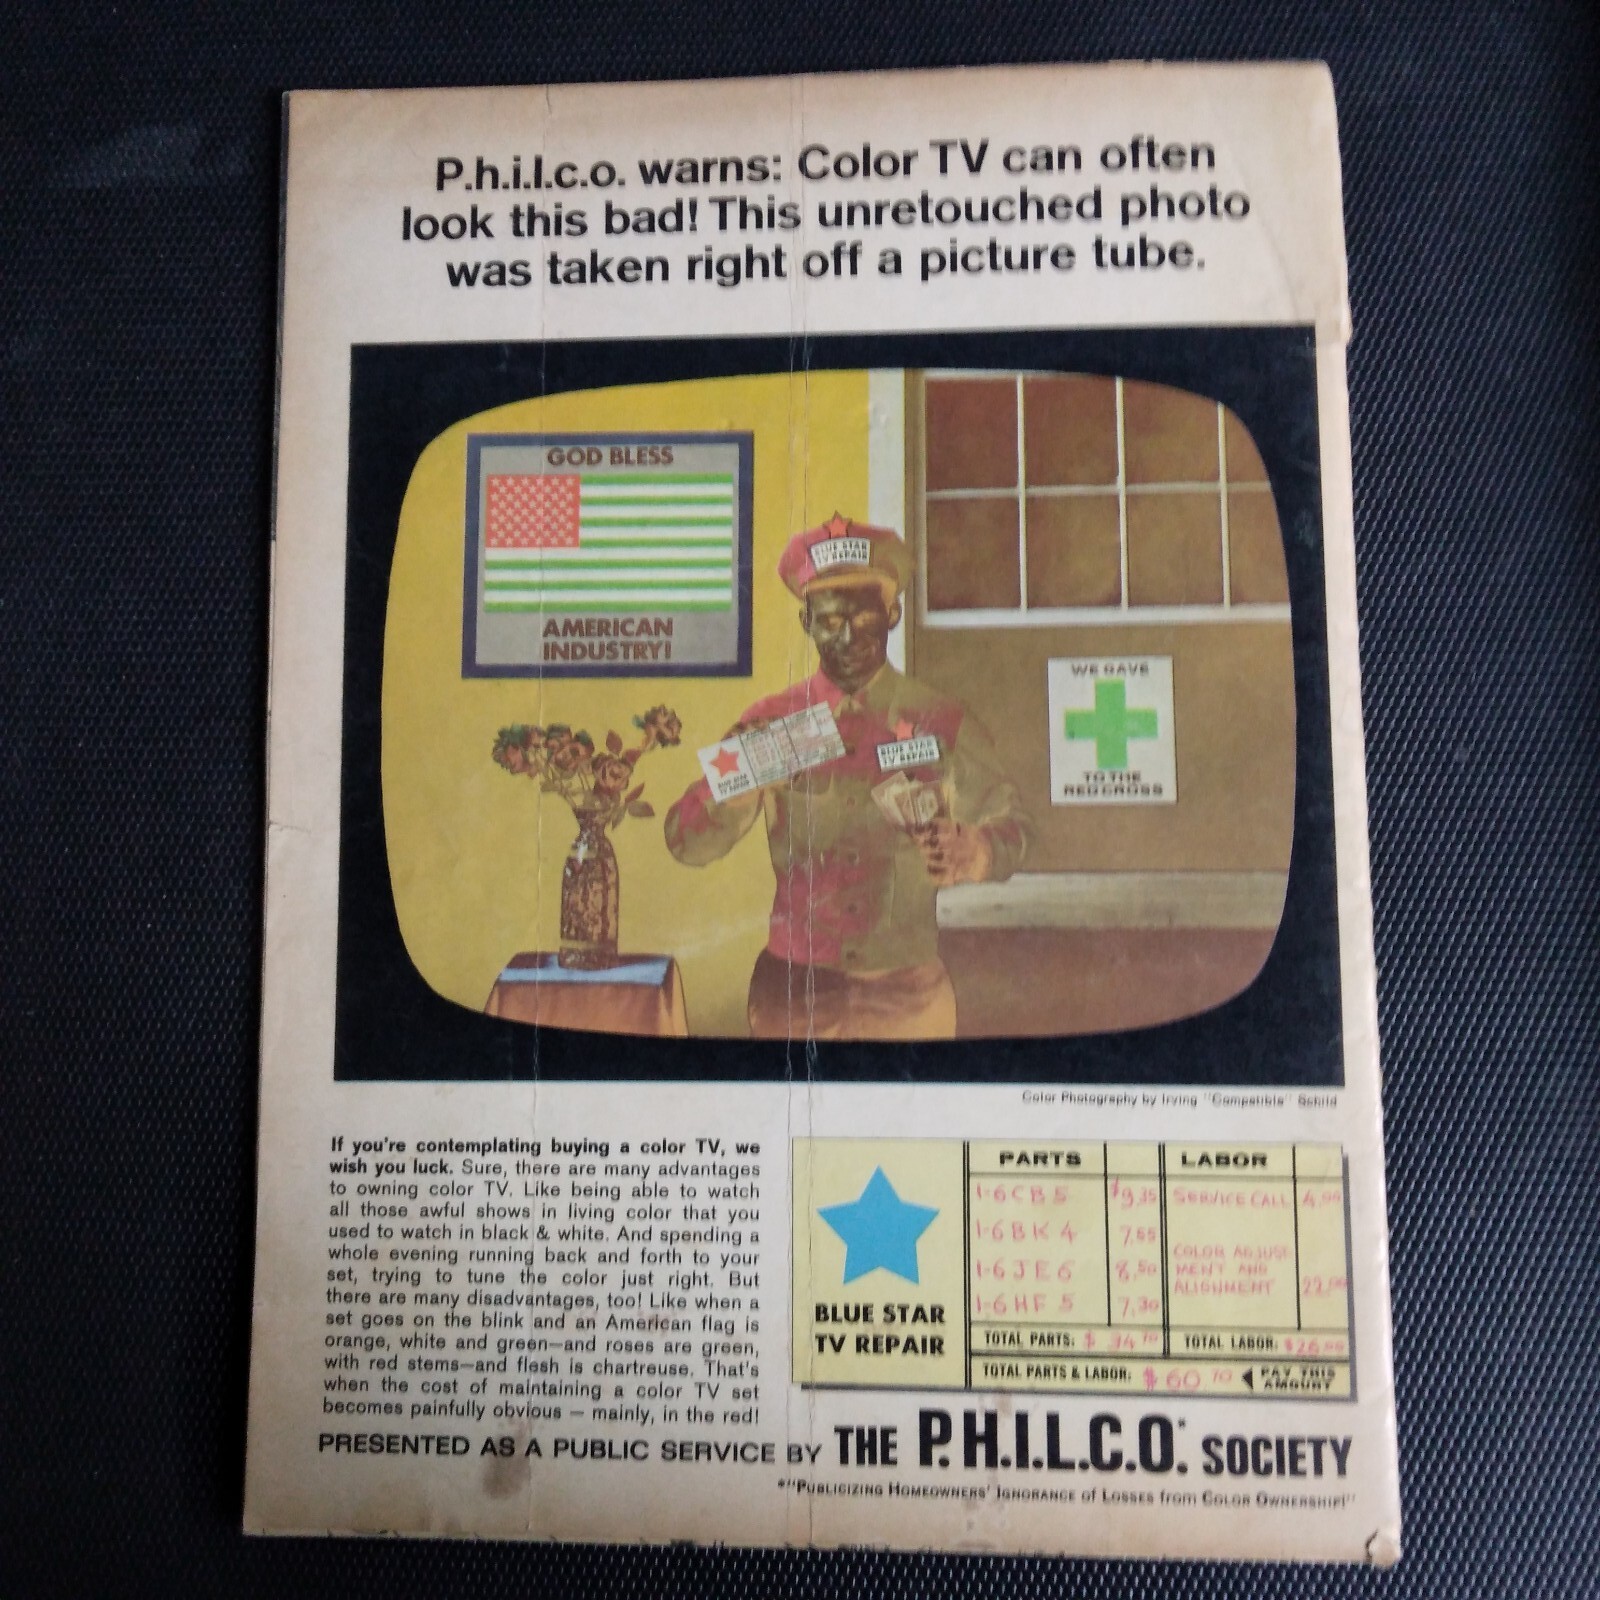 P.h.i.l.c.o. warns: Color TV can often
look this bad! This unretouched photo
was taken right off a picture tube.
GOD BLESS
AMERICAN
INDUSTRY!
BLUE STAR
TV REPAIR
BLUE STAR
TV REPAIR
BLUE STAR
TV REPAIR
WE GAVE
TO THE
RED CROSS
Color Photography by Irving "Compatible" Schild
If you're contemplating buying a color TV, we
wish you luck. Sure, there are many advantages
to owning color TV. Like being able to watch
all those awful shows in living color that you
used to watch in black & white. And spending a
whole evening running back and forth to your
set, trying to tune the color just right. But
there are many disadvantages, too! Like when a
set goes on the blink and an American flag is
orange, white and green—and roses are green,
with red stems—and flesh is chartreuse. That's
when the cost of maintaining a color TV set
becomes painfully obvious — mainly, in the red!
BLUE STAR
TV REPAIR
PARTS LABOR
1-6CB5 $9.35 SERVICE CALL 4.00
1-6BK4 7.55
COLOR ADJUST-
1-6JE6 8.50 MENT AND
ALIGNMENT 22.00
1-6HF5 7.30
TOTAL PARTS: $ 34.70 TOTAL LABOR: $26.00
TOTAL PARTS & LABOR: $60.70 PAY THIS
AMOUNT
PRESENTED AS A PUBLIC SERVICE BY THE P.H.I.L.C.O.* SOCIETY
*"Publicizing Homeowners' Ignorance of Losses from Color Ownership!"